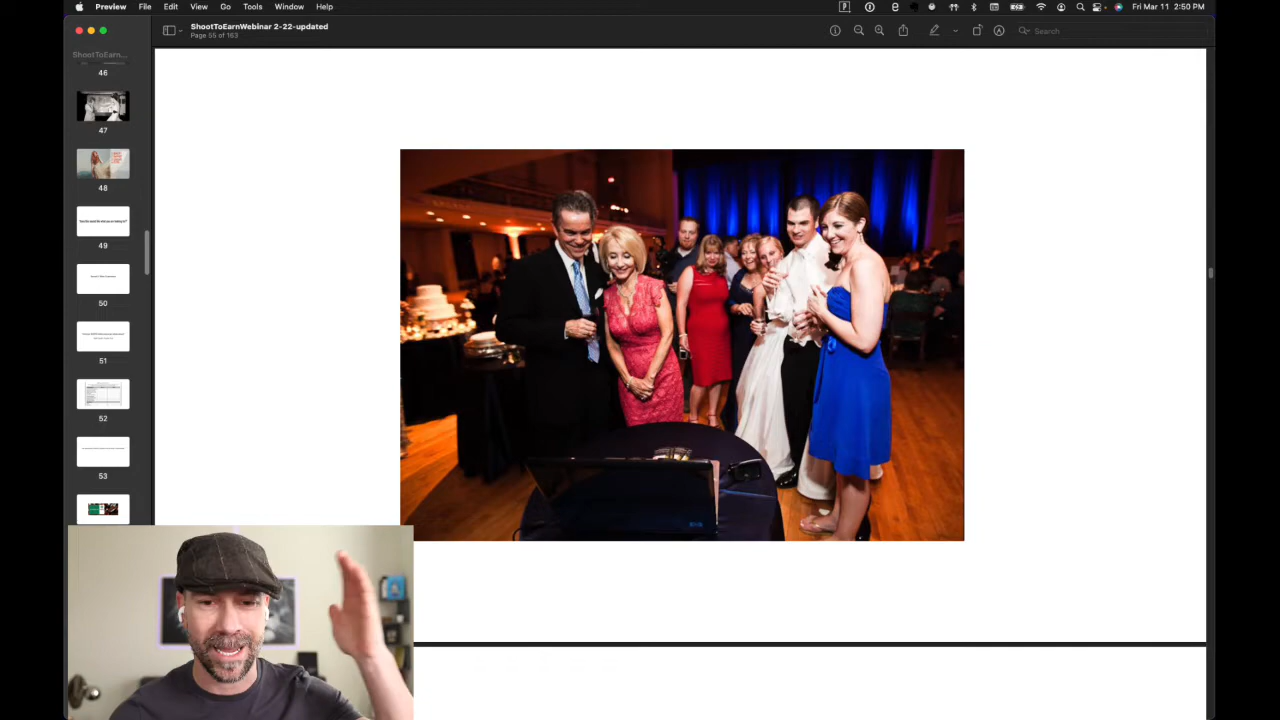 Preview File Edit View Go Tools Window Help
Fri Mar 11 2:50 PM
ShootToEarnWebinar 2-22-updated
Page 55 of 163
Search
ShootToEarn...
46
47
48
49
50
51
52
53